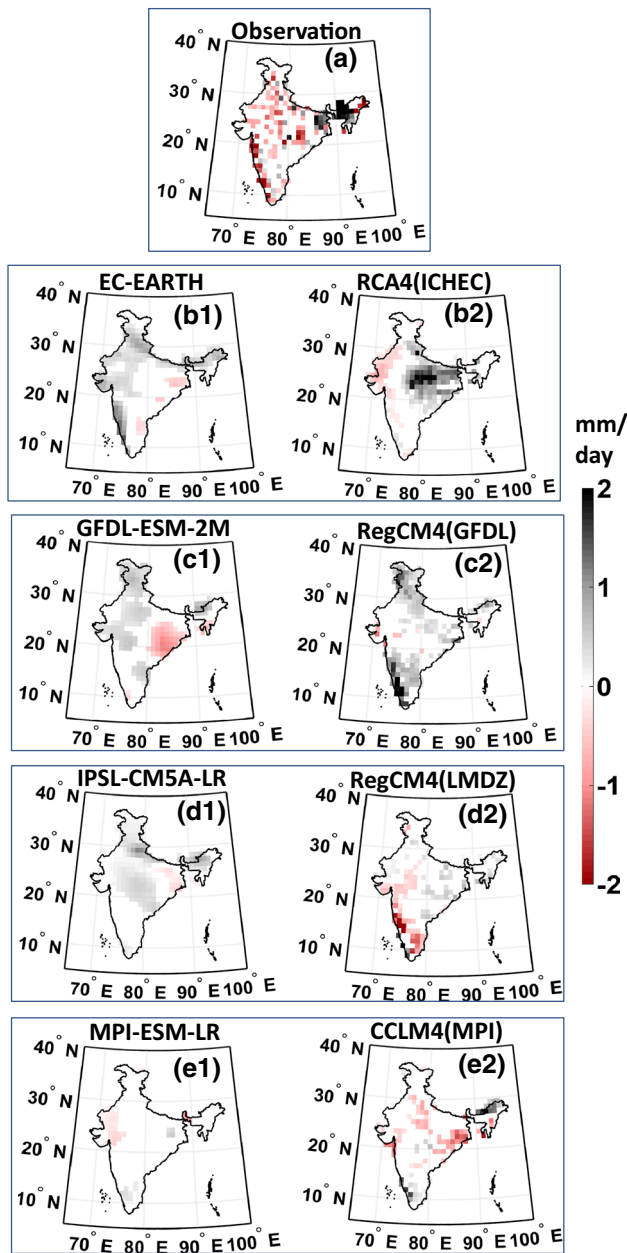 Observation
(a)
40° N
30° N
20° N
10° N
70° E 80° E 90° E 100° E
EC-EARTH
(b1)
40° N
30° N
20° N
10° N
70° E 80° E 90° E 100° E
RCA4(ICHEC)
(b2)
40° N
30° N
20° N
10° N
70° E 80° E 90° E 100° E
GFDL-ESM-2M
(c1)
40° N
30° N
20° N
10° N
70° E 80° E 90° E 100° E
RegCM4(GFDL)
(c2)
40° N
30° N
20° N
10° N
70° E 80° E 90° E 100° E
IPSL-CM5A-LR
(d1)
40° N
30° N
20° N
10° N
70° E 80° E 90° E 100° E
RegCM4(LMDZ)
(d2)
40° N
30° N
20° N
10° N
70° E 80° E 90° E 100° E
MPI-ESM-LR
(e1)
40° N
30° N
20° N
10° N
70° E 80° E 90° E 100° E
CCLM4(MPI)
(e2)
40° N
30° N
20° N
10° N
70° E 80° E 90° E 100° E
mm/
day
2
1
0
-1
-2